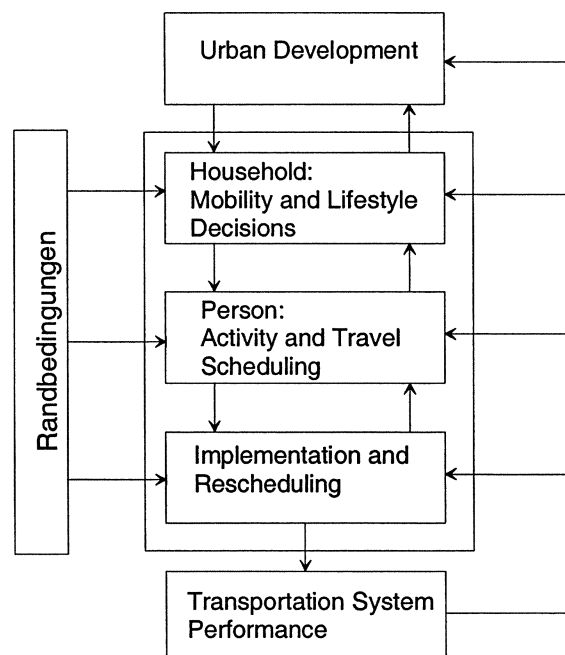 Urban Development
Household:
Mobility and Lifestyle
Decisions
Person:
Activity and Travel
Scheduling
Implementation and
Rescheduling
Transportation System
Performance
Randbedingungen